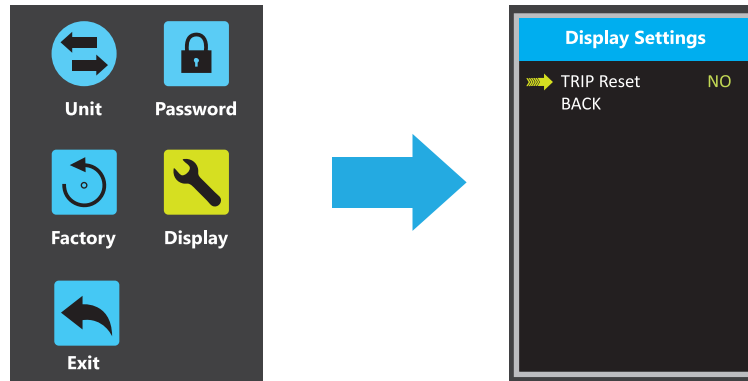 Unit
Password
Factory
Display
Exit
Display Settings
TRIP Reset NO
BACK